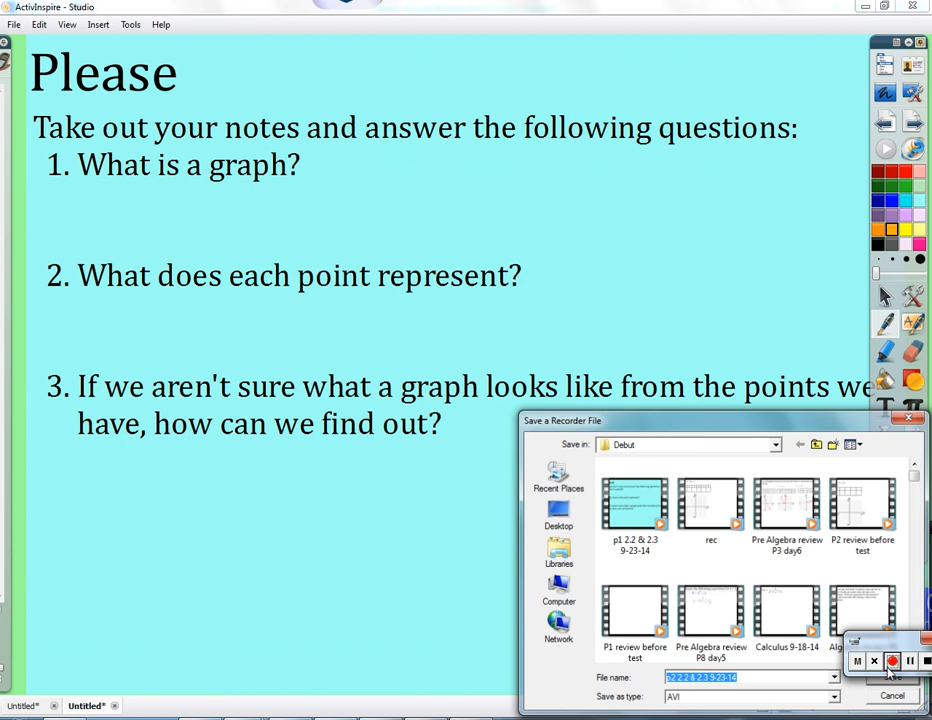 ActivInspire - Studio
File Edit View Insert Tools Help
Please
Take out your notes and answer the following questions:
1. What is a graph?
2. What does each point represent?
3. If we aren't sure what a graph looks like from the points we
have, how can we find out?
Save a Recorder File
Save in: Debut
Recent Places
Desktop
Libraries
Computer
Network
p1 2.2 & 2.3
9-23-14
rec
Pre Algebra review
P3 day6
P2 review before
test
P1 review before
test
Pre Algebra review
P8 day5
Calculus 9-18-14
File name: p2 2.2 & 2.3 9-23-14
Save as type: AVI
Cancel
M
Untitled* Untitled*